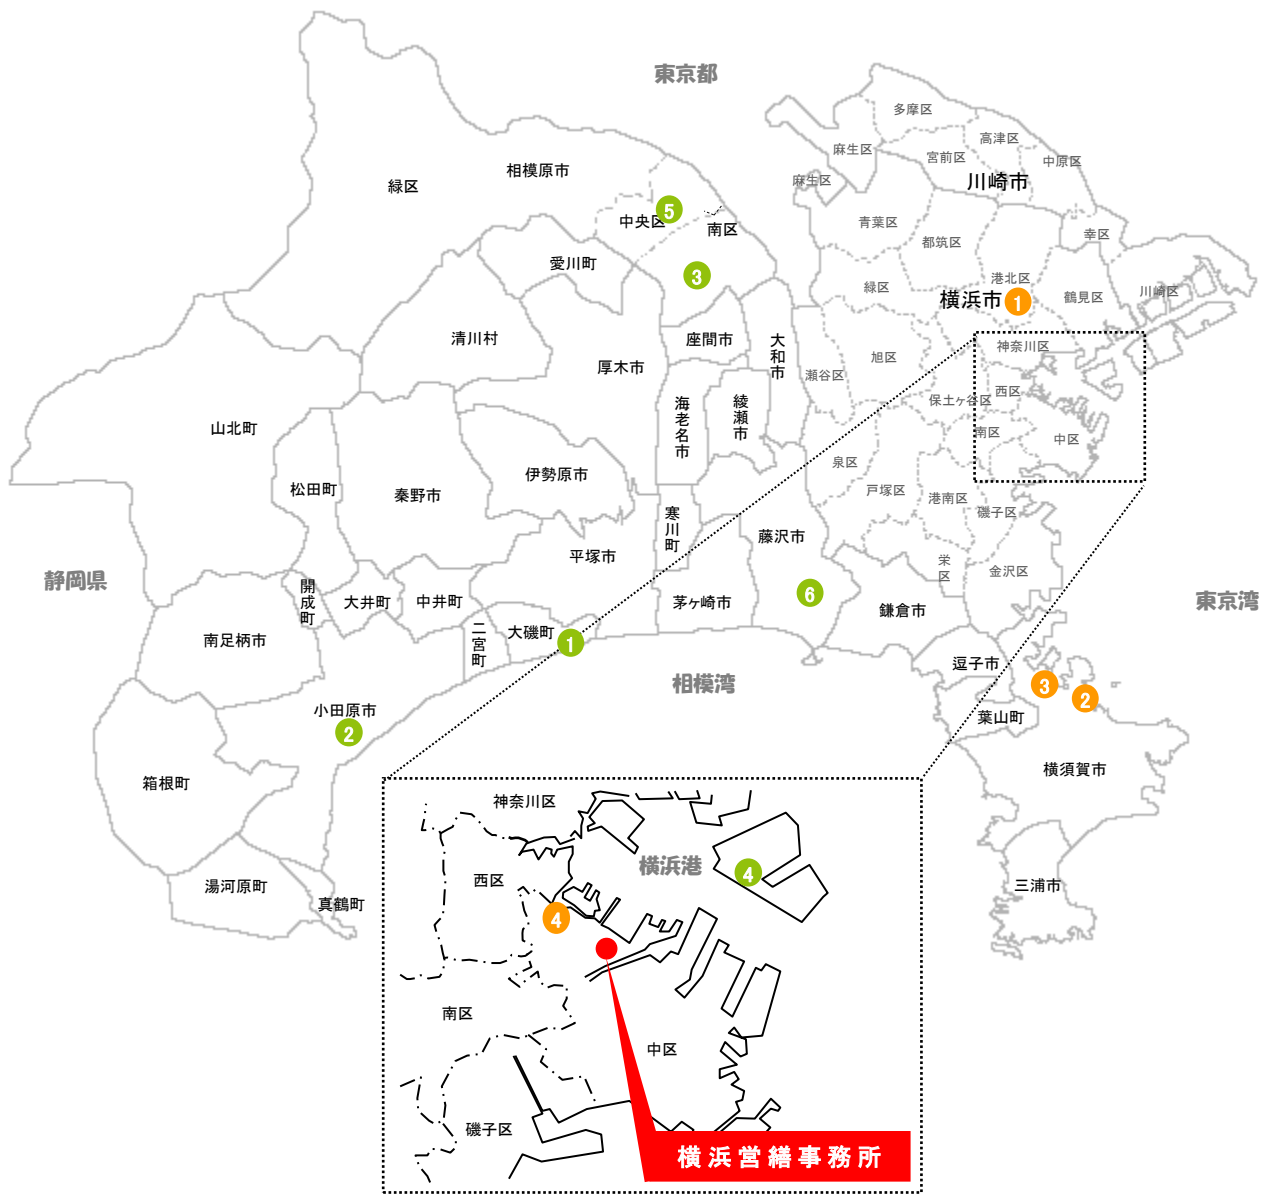 東京都
多摩区
高津区
麻生区
宮前区
中原区
相模原市
麻生区
川崎市
緑区
5
中央区
青葉区
南区
都筑区
幸区
愛川町
3
港北区
緑区
横浜市
1
鶴見区
川崎区
清川村
座間市
大和市
神奈川区
厚木市
旭区
瀬谷区
西区
保土ヶ谷区
海老名市
綾瀬市
山北町
南区
中区
泉区
伊勢原市
松田町
秦野市
戸塚区
港南区
磯子区
寒川町
藤沢市
平塚市
静岡県
栄区
金沢区
開成町
大井町
中井町
茅ヶ崎市
6
鎌倉市
東京湾
南足柄市
二宮町
大磯町
1
逗子市
相模湾
3
2
小田原市
2
葉山町
箱根町
横須賀市
神奈川区
横浜港
4
西区
湯河原町
真鶴町
三浦市
4
南区
中区
磯子区
横浜営繕事務所